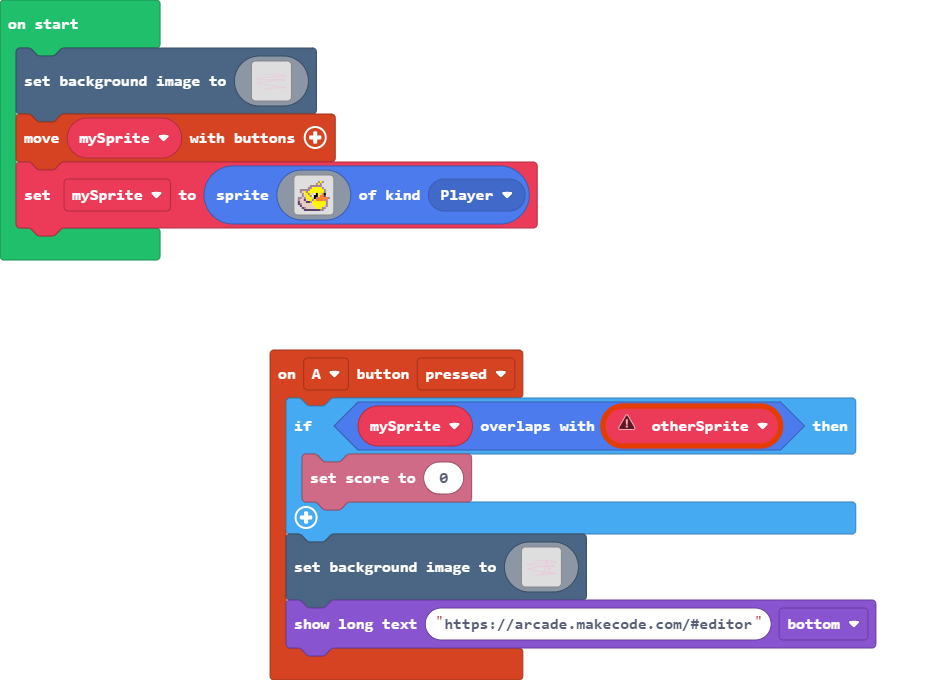 on start
set background image to
move mySprite with buttons
set mySprite to sprite of kind Player
on A button pressed
if mySprite overlaps with otherSprite then
set score to 0
set background image to
show long text "https://arcade.makecode.com/#editor" bottom